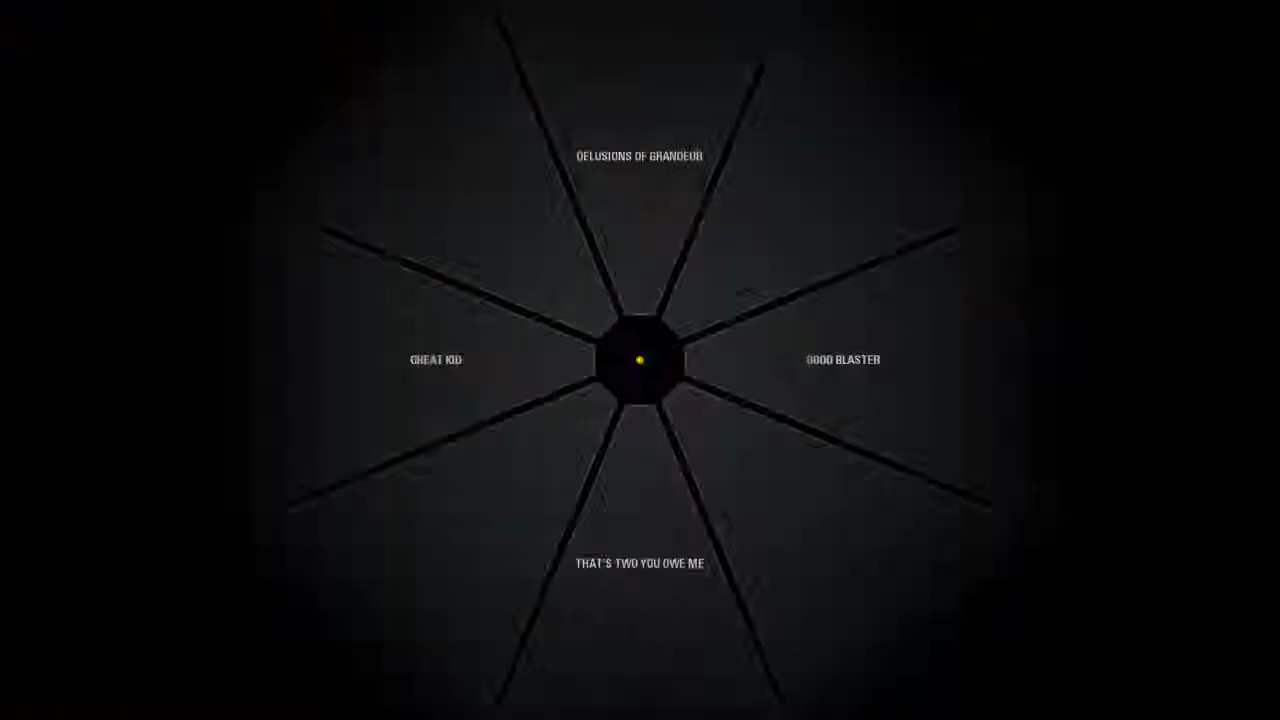 DELUSIONS OF GRANDEUR
GREAT KID
GOOD BLASTER
THAT'S TWO YOU OWE ME